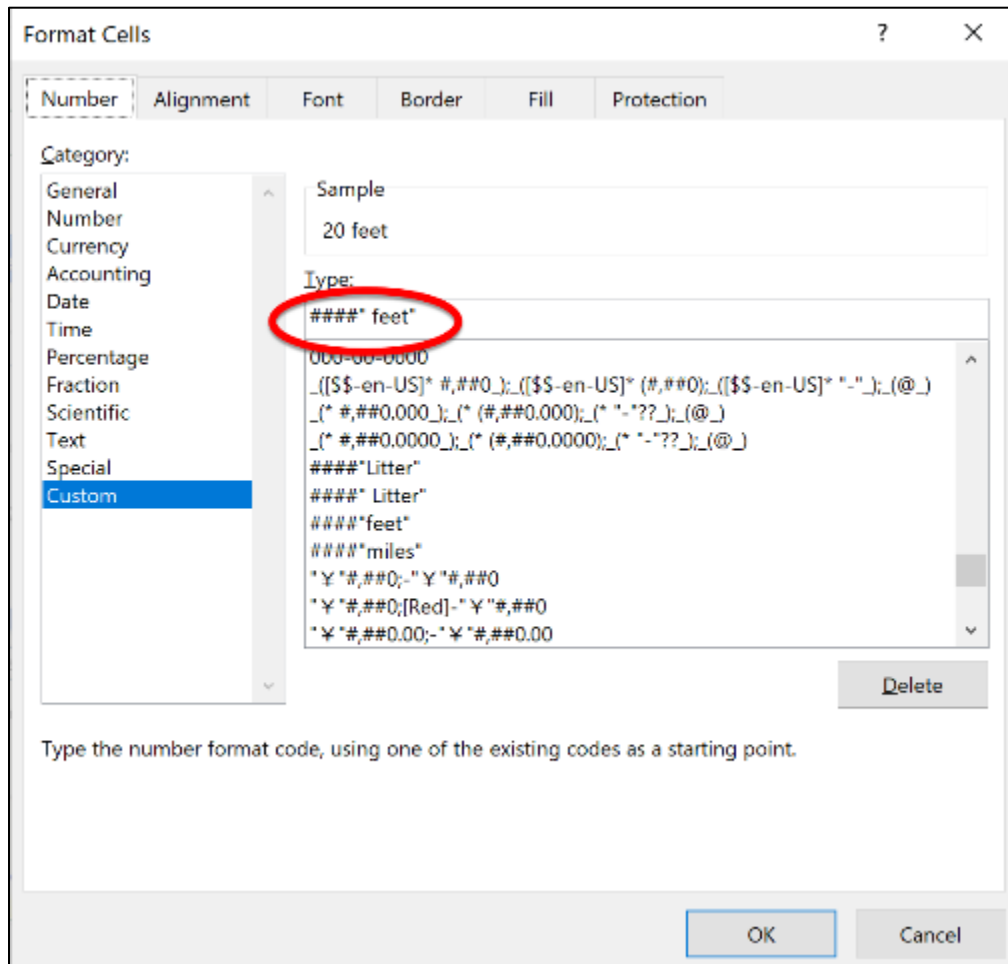 Format Cells ? ×
Number Alignment Font Border Fill Protection
Category:
General
Number
Currency
Accounting
Date
Time
Percentage
Fraction
Scientific
Text
Special
Custom
Sample
20 feet
Type:
####" feet"
000-00-0000
_([$$-en-US]* #,##0_);_([$$-en-US]* (#,##0);_([$$-en-US]* "-"_);_(@_)
_(* #,##0.000_);_(* (#,##0.000);_(* "-"??_);_(@_)
_(* #,##0.0000_);_(* (#,##0.0000);_(* "-"??_);_(@_)
####"Litter"
####" Litter"
####"feet"
####"miles"
"¥"#,##0;-"¥"#,##0
"¥"#,##0;[Red]-"¥"#,##0
"¥"#,##0.00;-"¥"#,##0.00
Delete
Type the number format code, using one of the existing codes as a starting point.
OK Cancel